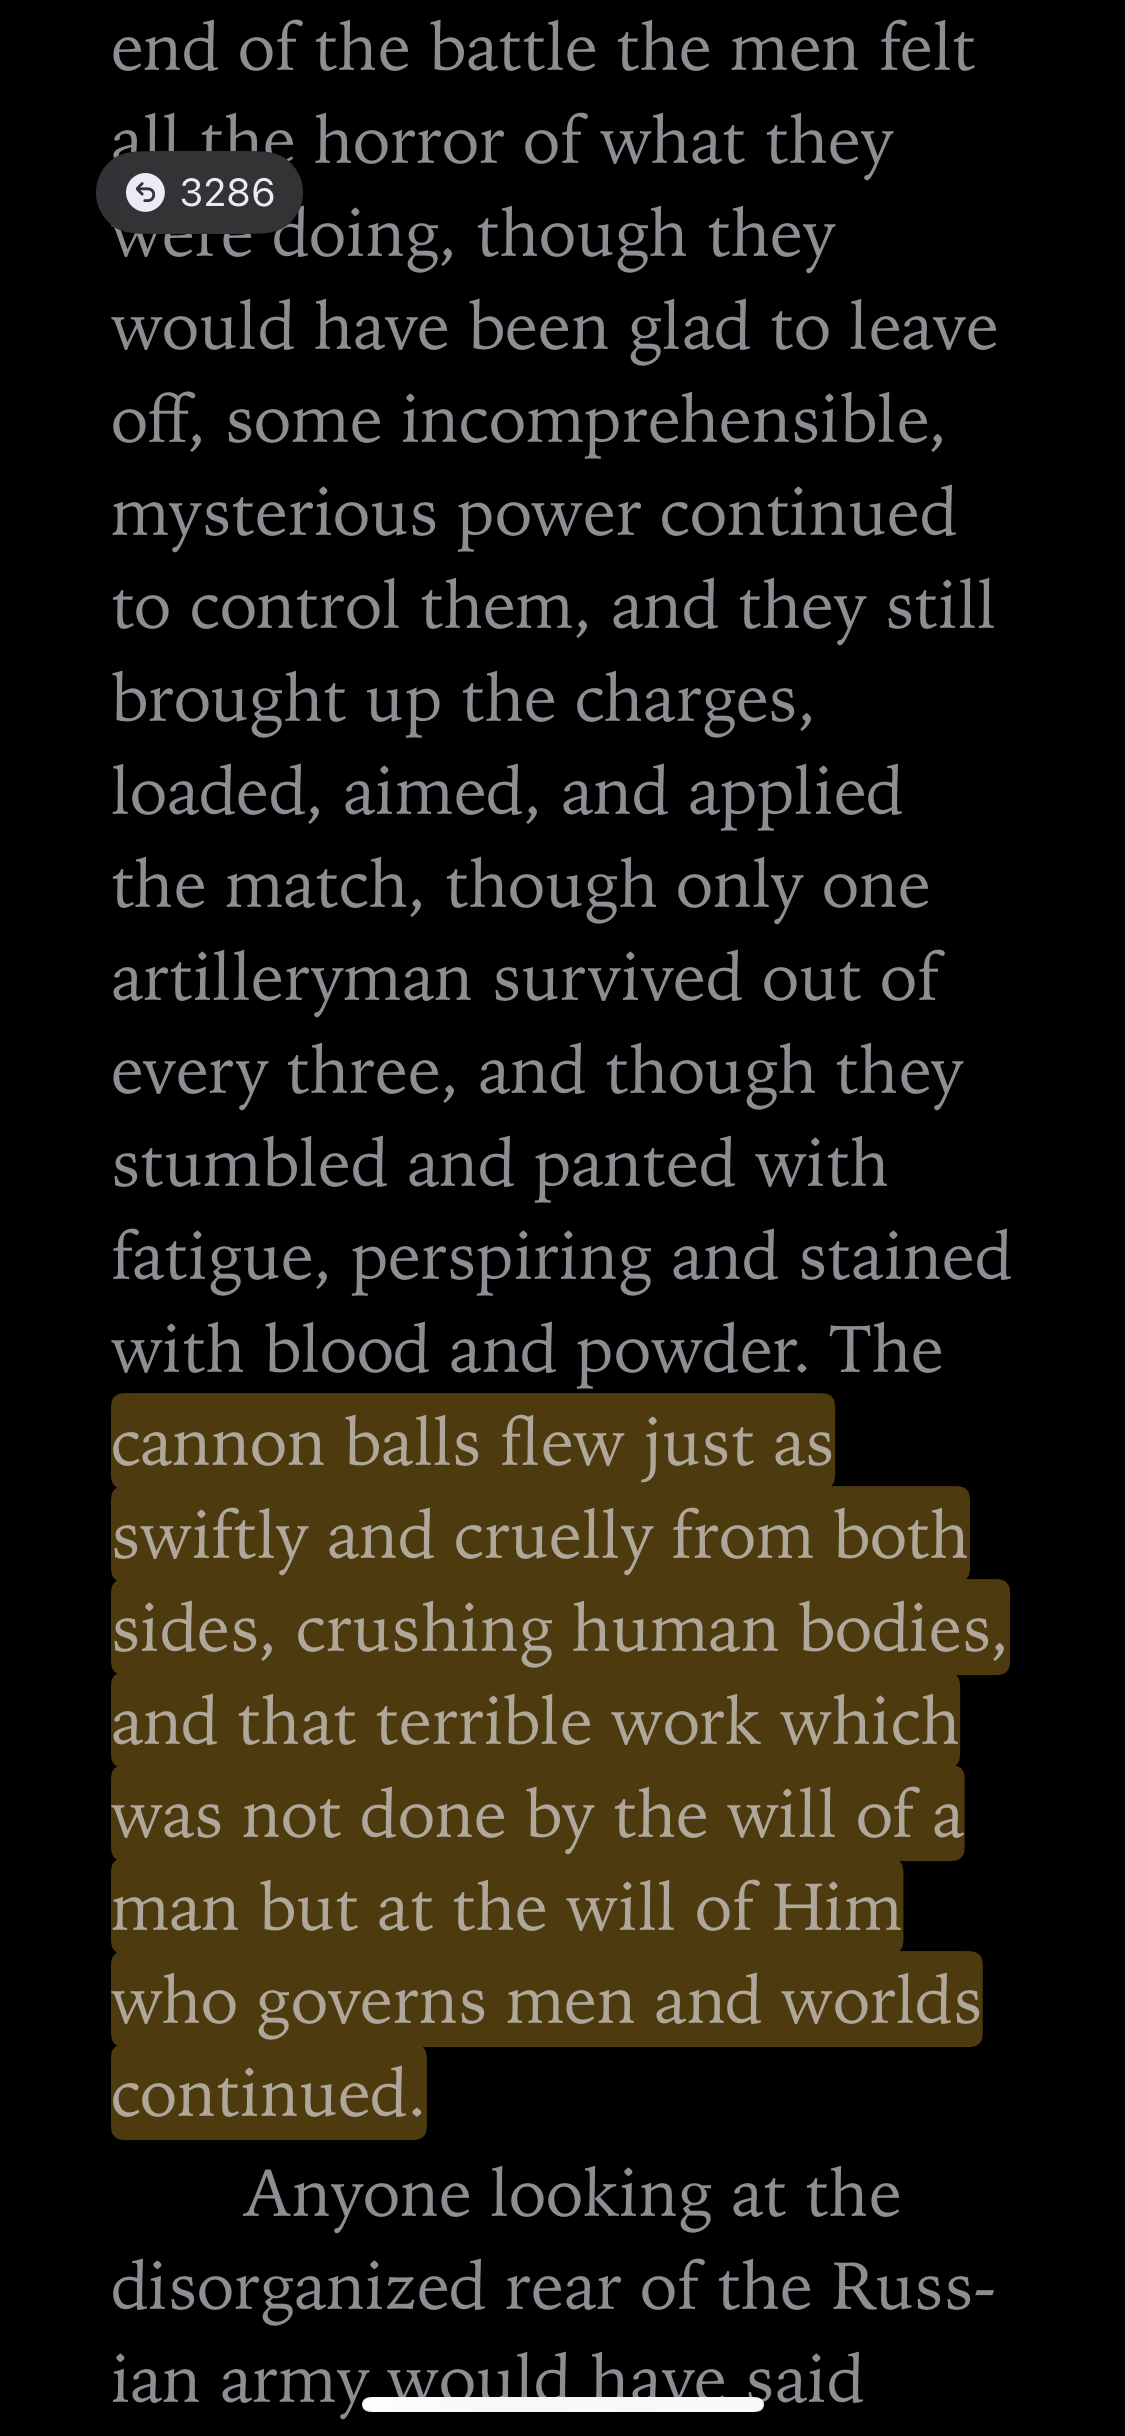 end of the battle the men felt
all the horror of what they
3286
were doing, though they
would have been glad to leave
off, some incomprehensible,
mysterious power continued
to control them, and they still
brought up the charges,
loaded, aimed, and applied
the match, though only one
artilleryman survived out of
every three, and though they
stumbled and panted with
fatigue, perspiring and stained
with blood and powder. The
cannon balls flew just as
swiftly and cruelly from both
sides, crushing human bodies,
and that terrible work which
was not done by the will of a
man but at the will of Him
who governs men and worlds
continued.
Anyone looking at the
disorganized rear of the Russ-
ian army would have said